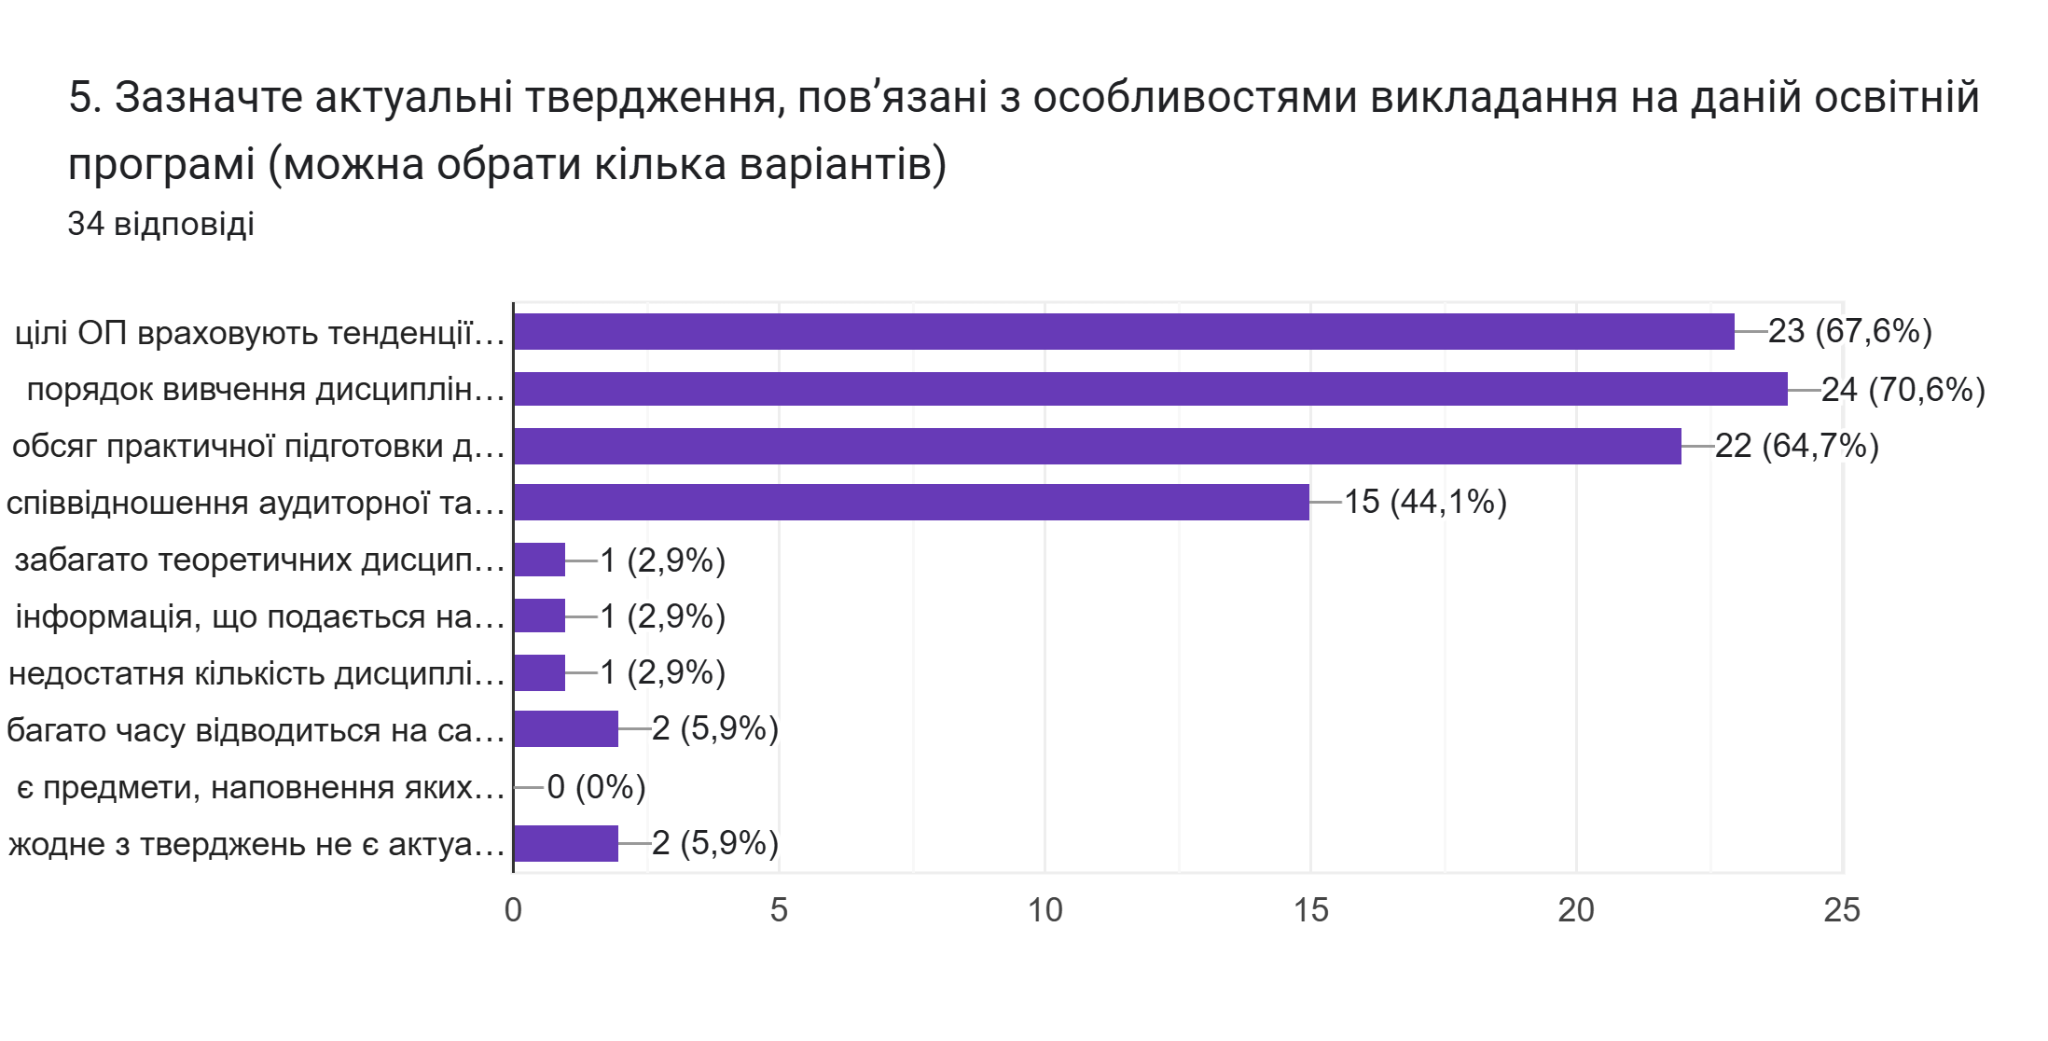 5. Зазначте актуальні твердження, пов’язані з особливостями викладання на даній освітній
програмі (можна обрати кілька варіантів)
34 відповіді
цілі ОП враховують тенденції… 23 (67,6%)
порядок вивчення дисциплін… 24 (70,6%)
обсяг практичної підготовки д… 22 (64,7%)
співвідношення аудиторної та… 15 (44,1%)
забагато теоретичних дисцип… 1 (2,9%)
інформація, що подається на… 1 (2,9%)
недостатня кількість дисциплі… 1 (2,9%)
багато часу відводиться на са… 2 (5,9%)
є предмети, наповнення яких… 0 (0%)
жодне з тверджень не є актуа… 2 (5,9%)
0 5 10 15 20 25